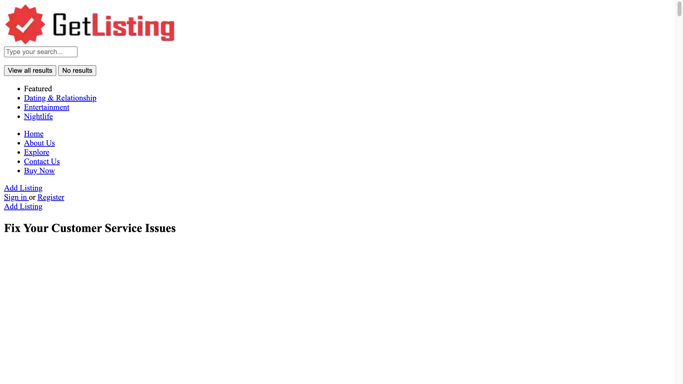 GetListing
Type your search...
View all results No results
Featured
Dating & Relationship
Entertainment
Nightlife
Home
About Us
Explore
Contact Us
Buy Now
Add Listing
Sign in or Register
Add Listing
Fix Your Customer Service Issues